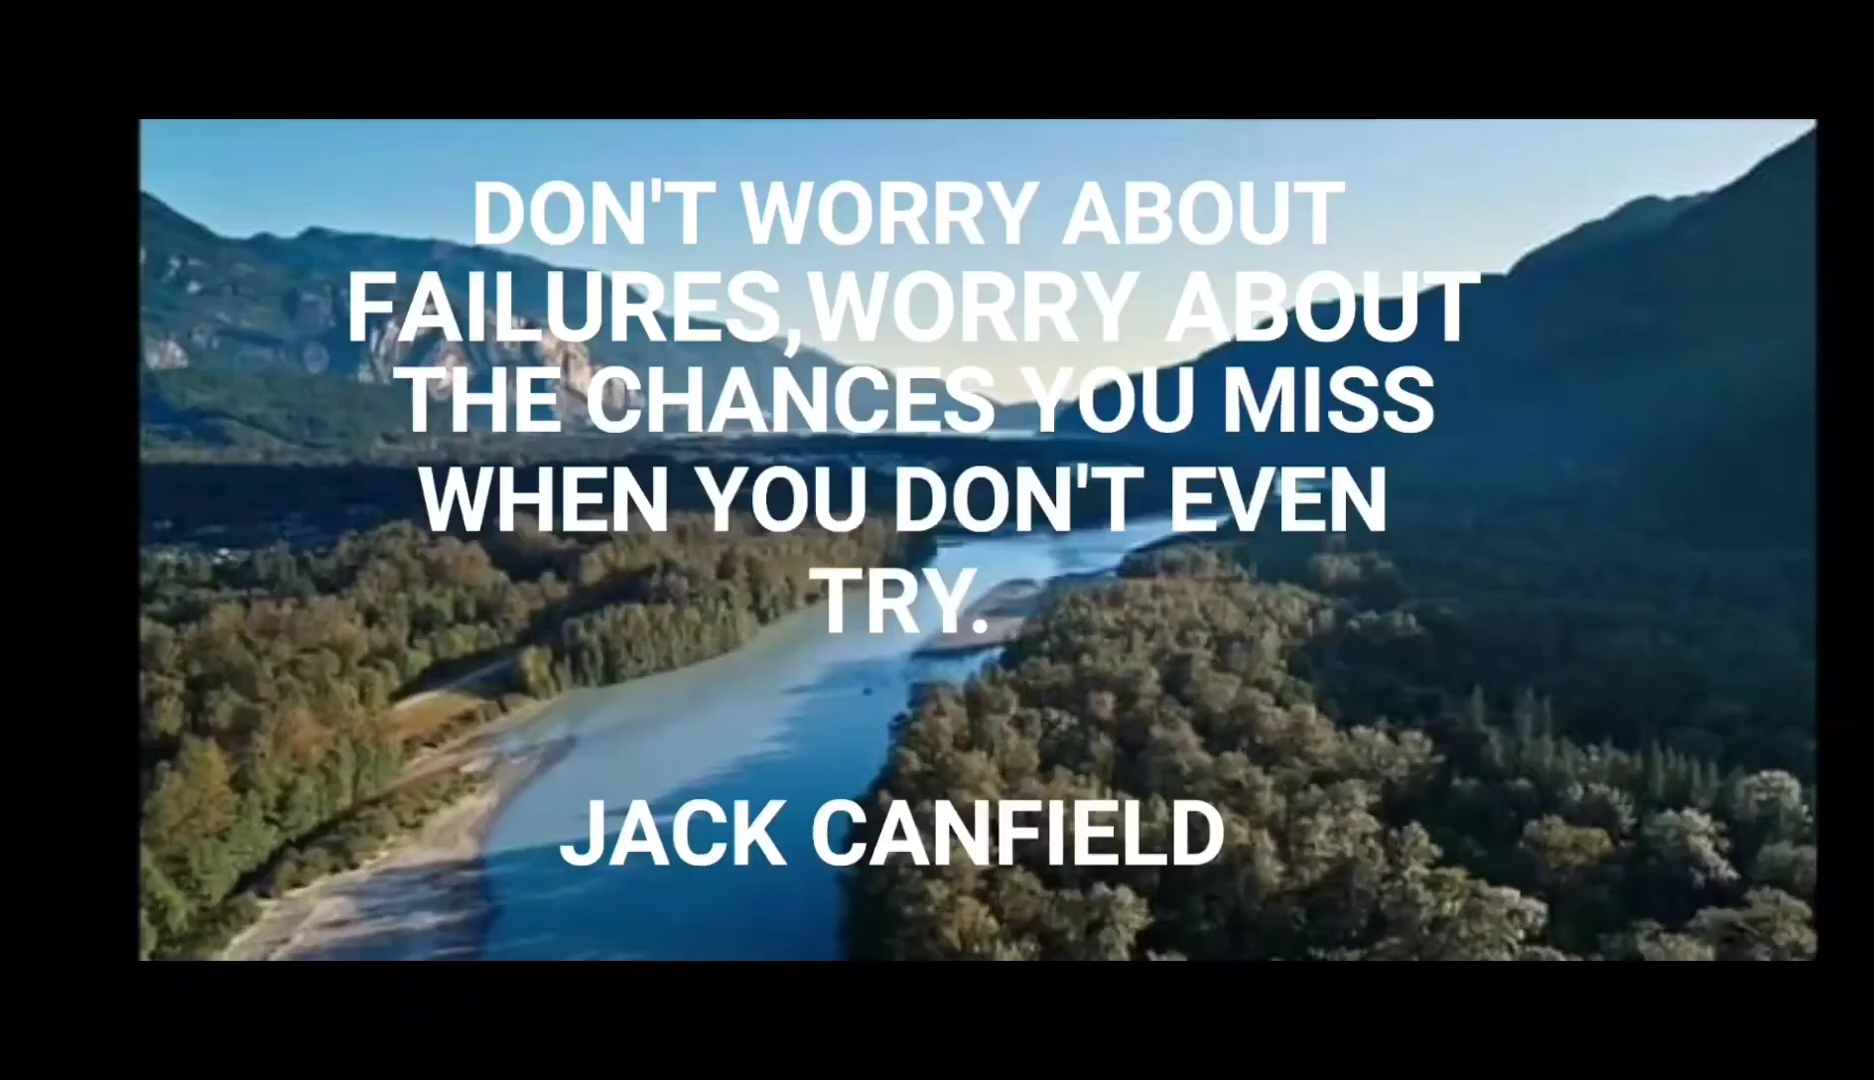 DON'T WORRY ABOUT
FAILURES,WORRY ABOUT
THE CHANCES YOU MISS
WHEN YOU DON'T EVEN
TRY.
JACK CANFIELD